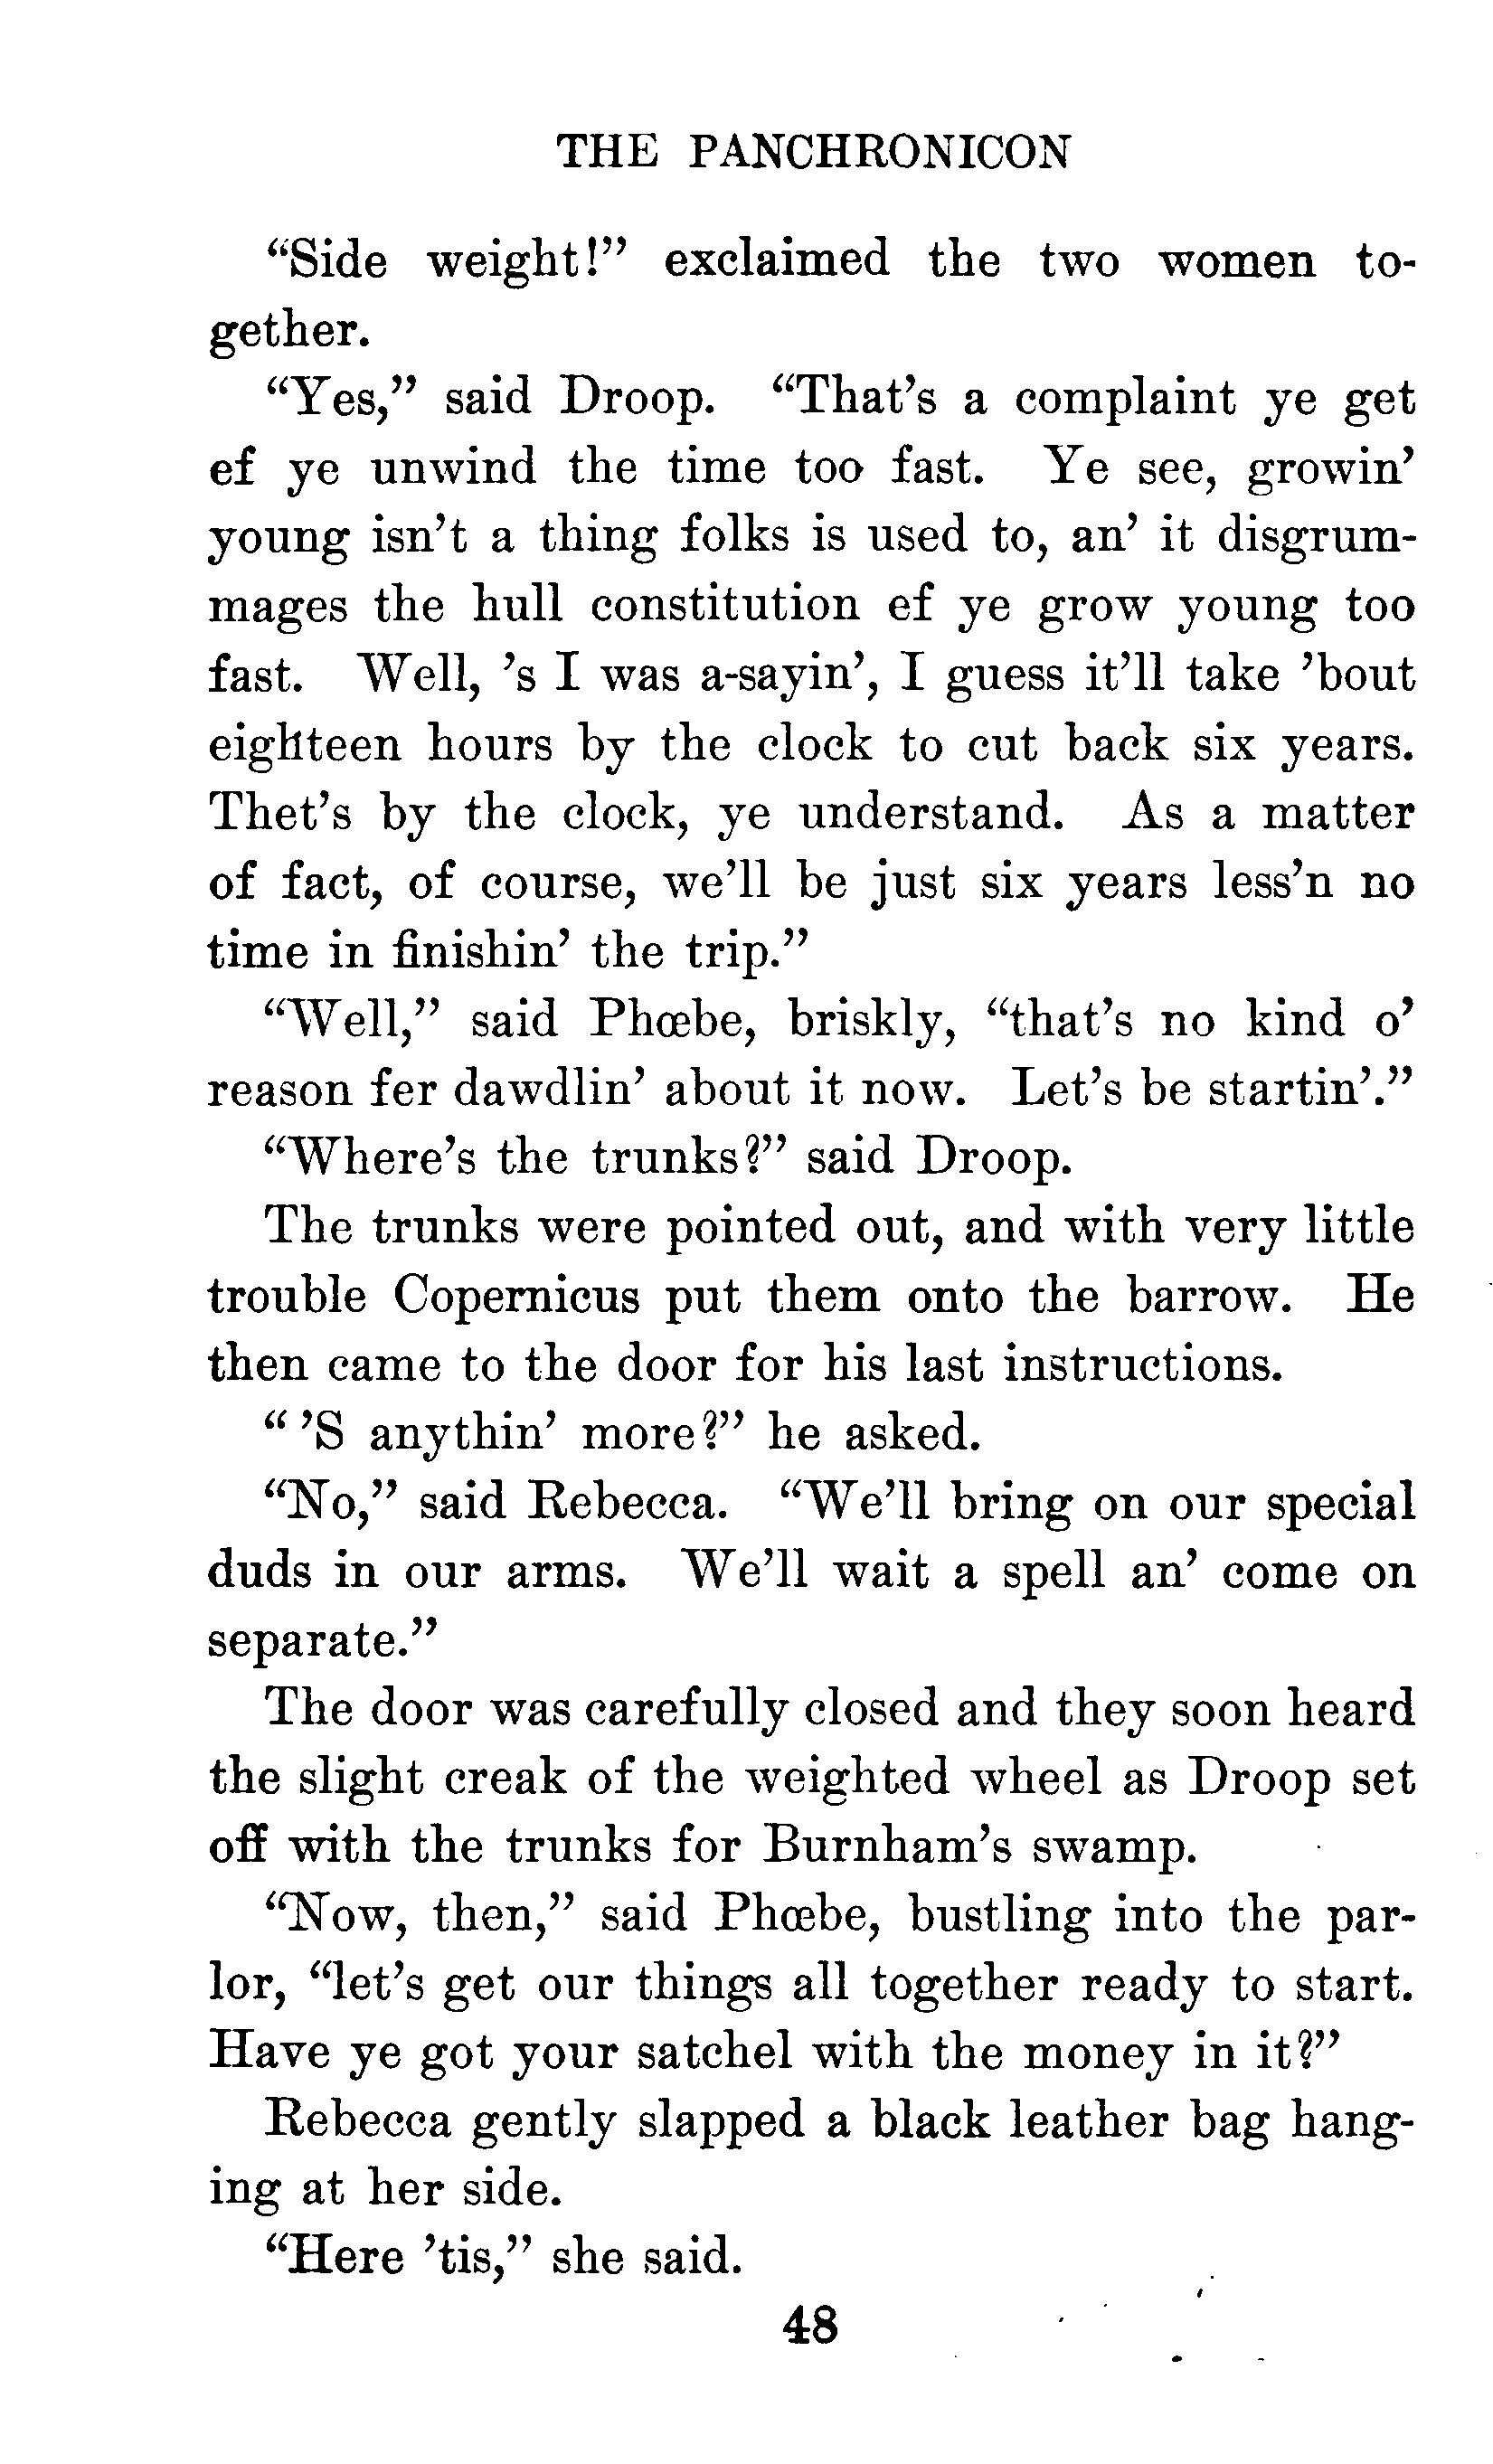 THE PANCHRONICON
“Side weight!” exclaimed the two women to-
gether.
“Yes,” said Droop. “That’s a complaint ye get
ef ye unwind the time too fast. Ye see, growin’
young isn’t a thing folks is used to, an’ it disgrum-
mages the hull constitution ef ye grow young too
fast. Well, ’s I was a-sayin’, I guess it’ll take ’bout
eighteen hours by the clock to cut back six years.
Thet’s by the clock, ye understand. As a matter
of fact, of course, we’ll be just six years less’n no
time in finishin’ the trip.”
“Well,” said Phœbe, briskly, “that’s no kind o’
reason fer dawdlin’ about it now. Let’s be startin’.”
“Where’s the trunks?” said Droop.
The trunks were pointed out, and with very little
trouble Copernicus put them onto the barrow. He
then came to the door for his last instructions.
“ ’S anythin’ more?” he asked.
“No,” said Rebecca. “We’ll bring on our special
duds in our arms. We’ll wait a spell an’ come on
separate.”
The door was carefully closed and they soon heard
the slight creak of the weighted wheel as Droop set
off with the trunks for Burnham’s swamp.
“Now, then,” said Phœbe, bustling into the par-
lor, “let’s get our things all together ready to start.
Have ye got your satchel with the money in it?”
Rebecca gently slapped a black leather bag hang-
ing at her side.
“Here ’tis,” she said.
48